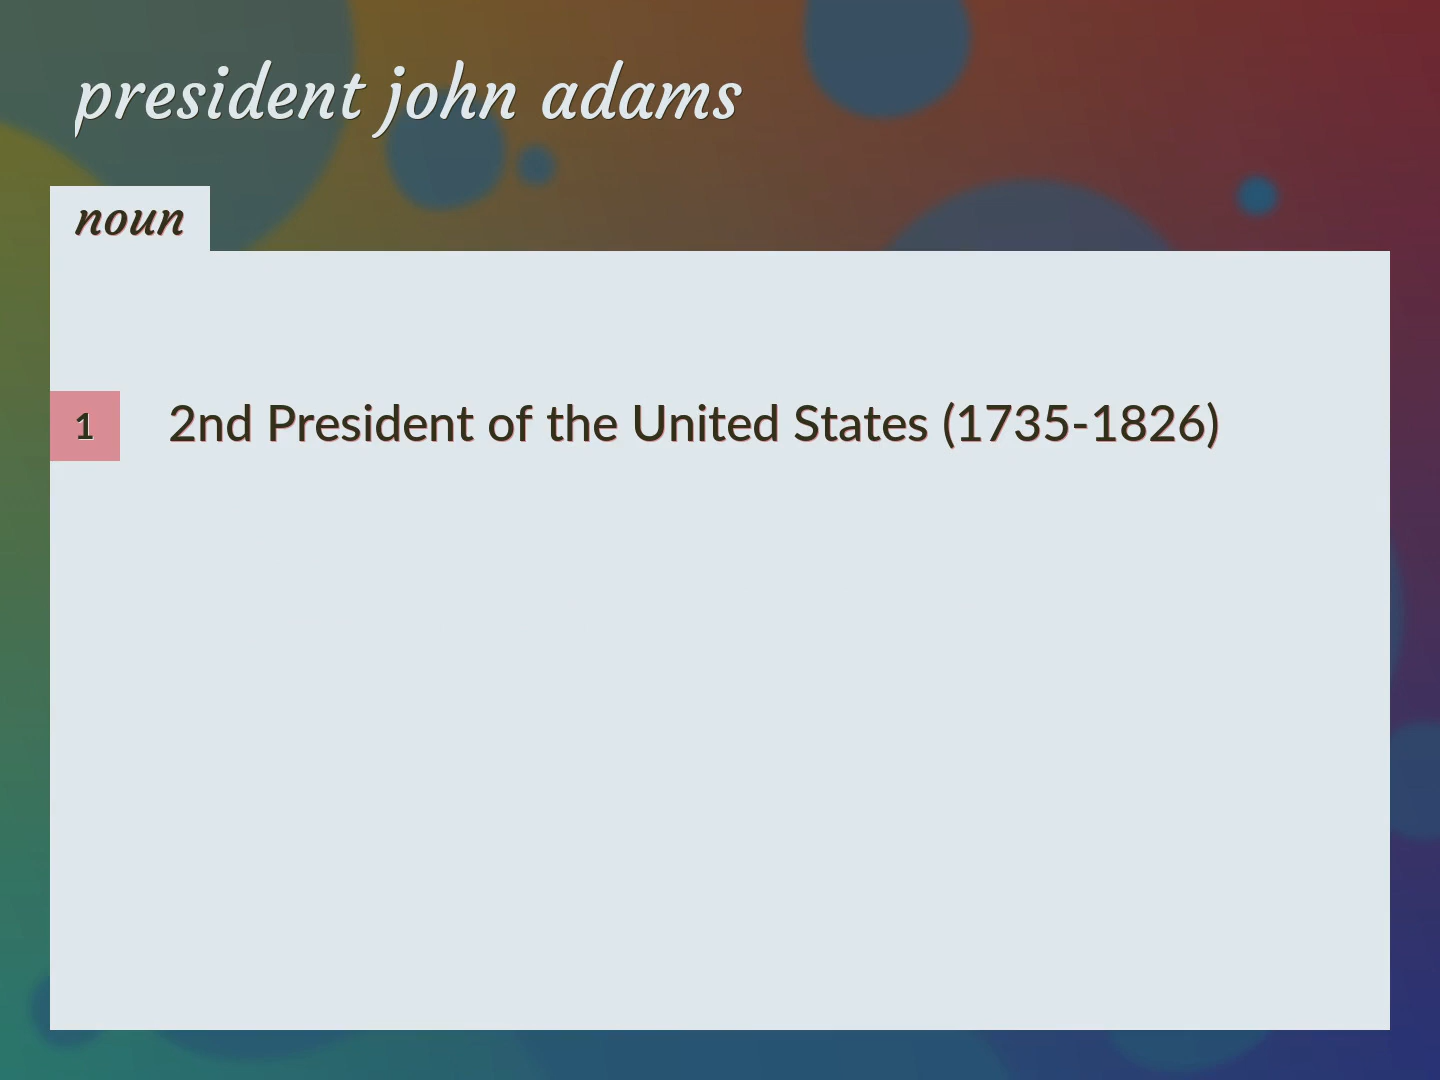 president john adams
noun
1 2nd President of the United States (1735-1826)